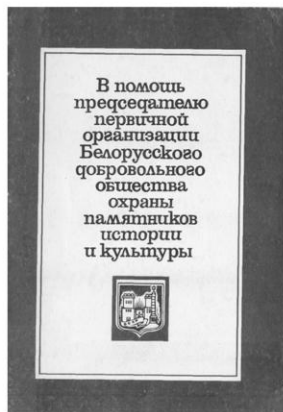 В помощь
председателю
первичной
организации
Белорусского
добровольного
общества
охраны
памятников
истории
и культуры